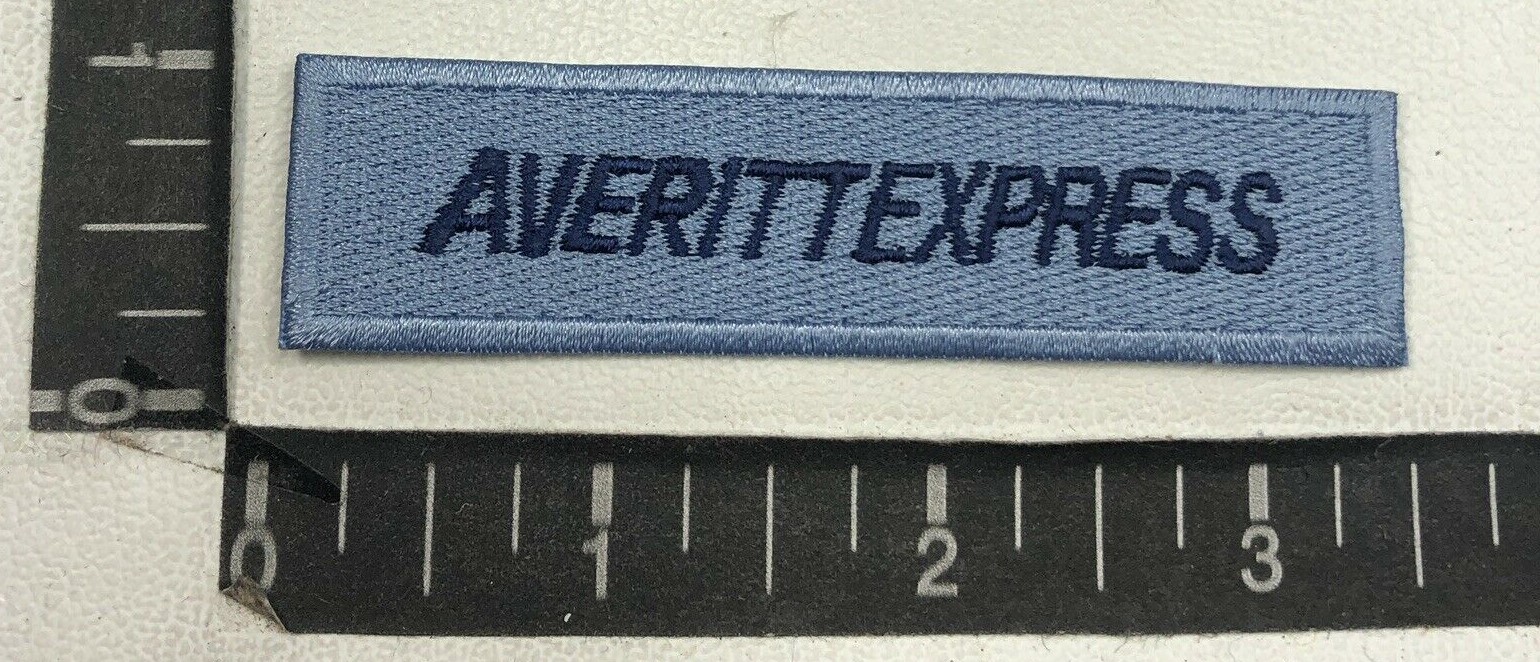 AVERITTEXPRESS
1
0
0 1 2 3